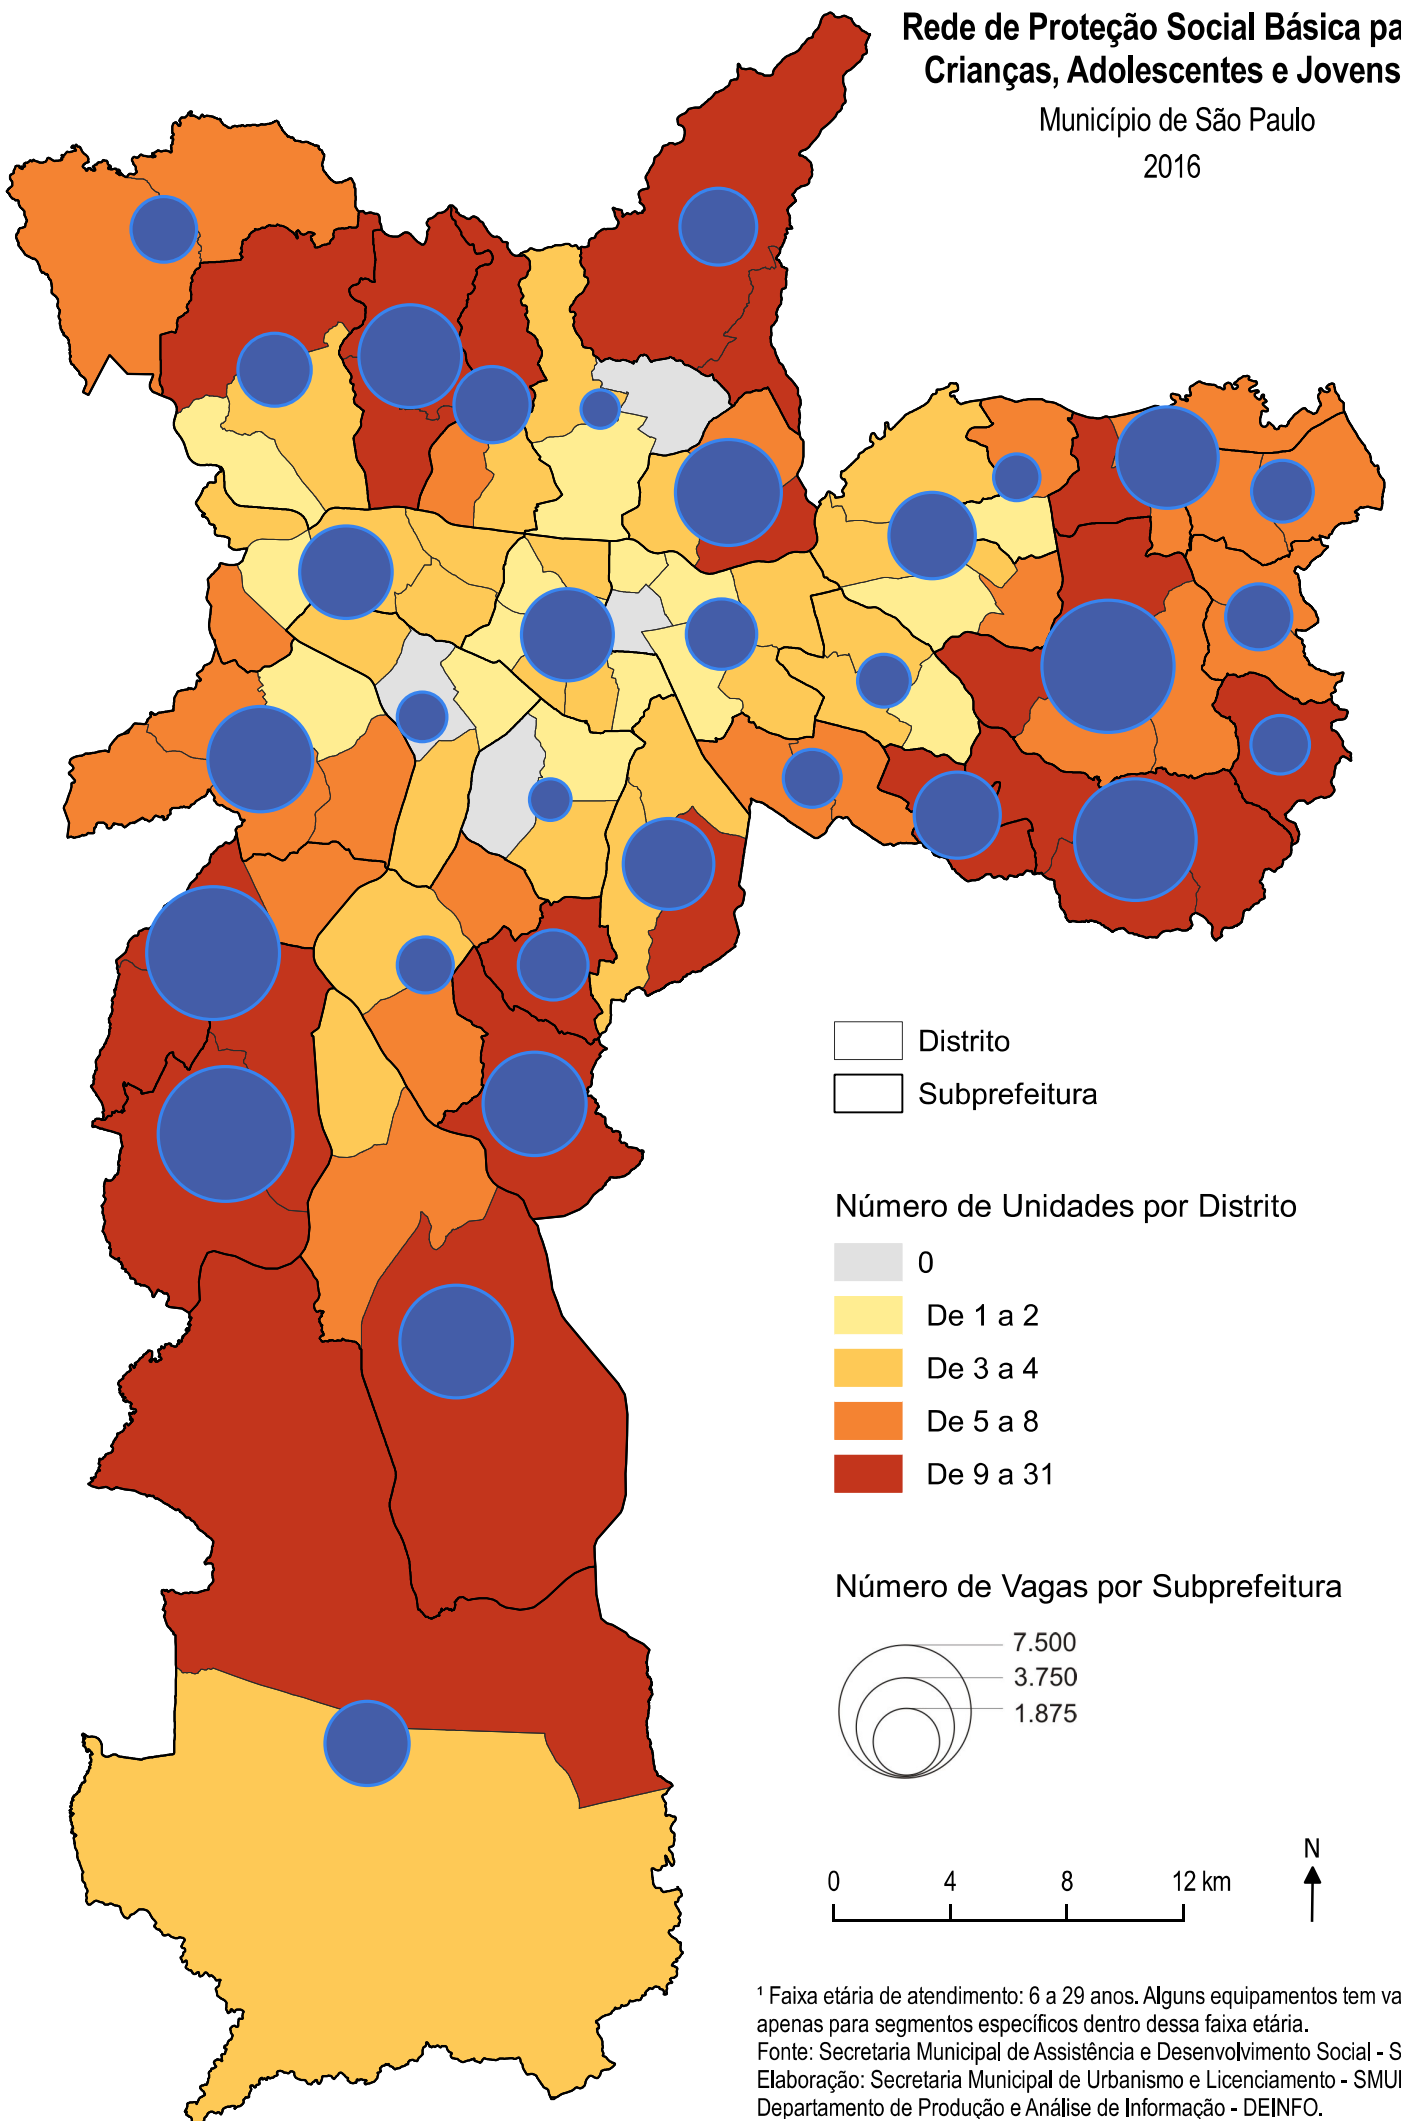 Rede de Proteção Social Básica pa
Crianças, Adolescentes e Jovens
Município de São Paulo
2016
Distrito
Subprefeitura
Número de Unidades por Distrito
0
De 1 a 2
De 3 a 4
De 5 a 8
De 9 a 31
Número de Vagas por Subprefeitura
7.500
3.750
1.875
N
0 4 8 12 km
¹ Faixa etária de atendimento: 6 a 29 anos. Alguns equipamentos tem va
apenas para segmentos específicos dentro dessa faixa etária.
Fonte: Secretaria Municipal de Assistência e Desenvolvimento Social - S
Elaboração: Secretaria Municipal de Urbanismo e Licenciamento - SMU
Departamento de Produção e Análise de Informação - DEINFO.